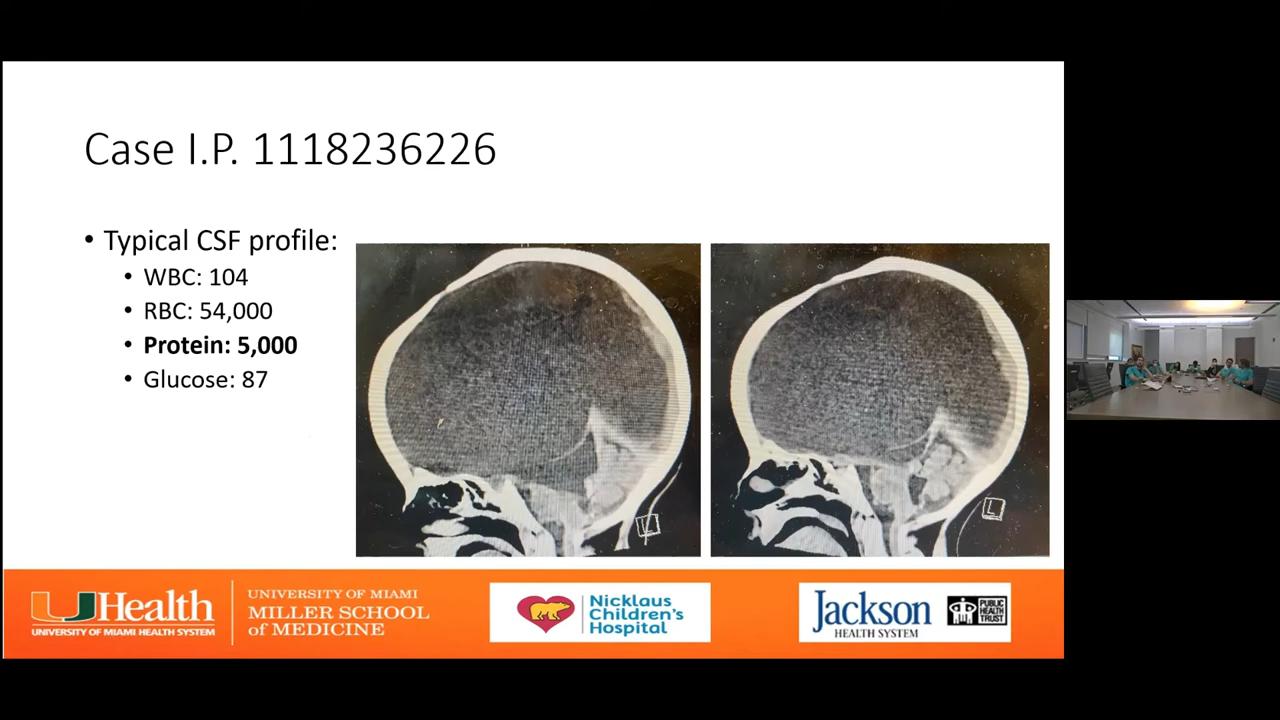 Case I.P. 1118236226
• Typical CSF profile:
• WBC: 104
• RBC: 54,000
• Protein: 5,000
• Glucose: 87
L
L
UHealth
UNIVERSITY OF MIAMI HEALTH SYSTEM
UNIVERSITY OF MIAMI
MILLER SCHOOL
of MEDICINE
Nicklaus
Children's
Hospital
Jackson
HEALTH SYSTEM
PUBLIC
HEALTH
TRUST